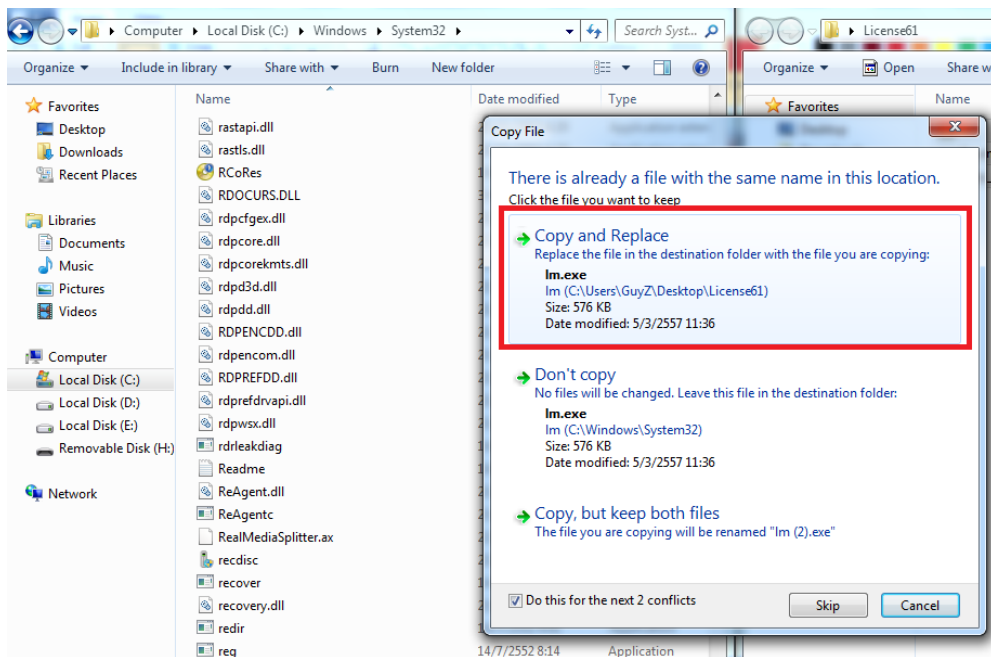 Computer ▸ Local Disk (C:) ▸ Windows ▸ System32 ▸
Search Syst...
License61
Organize
Include in library
Share with
Burn
New folder
Organize
Open
Share w
Favorites
Desktop
Downloads
Recent Places
Libraries
Documents
Music
Pictures
Videos
Computer
Local Disk (C:)
Local Disk (D:)
Local Disk (E:)
Removable Disk (H:)
Network
Name
Date modified
Type
rastapi.dll
rastls.dll
RCoRes
RDOCURS.DLL
rdpcfgex.dll
rdpcore.dll
rdpcorekmts.dll
rdpd3d.dll
rdpdd.dll
RDPENCDD.dll
rdpencom.dll
RDPREFDD.dll
rdprefdrvapi.dll
rdpwsx.dll
rdrleakdiag
Readme
ReAgent.dll
ReAgentc
RealMediaSplitter.ax
recdisc
recover
recovery.dll
redir
reg
14/7/2552 8:14
Application
Favorites
Name
Copy File
There is already a file with the same name in this location.
Click the file you want to keep
Copy and Replace
Replace the file in the destination folder with the file you are copying:
lm.exe
lm (C:\Users\GuyZ\Desktop\License61)
Size: 576 KB
Date modified: 5/3/2557 11:36
Don't copy
No files will be changed. Leave this file in the destination folder:
lm.exe
lm (C:\Windows\System32)
Size: 576 KB
Date modified: 5/3/2557 11:36
Copy, but keep both files
The file you are copying will be renamed "lm (2).exe"
Do this for the next 2 conflicts
Skip
Cancel